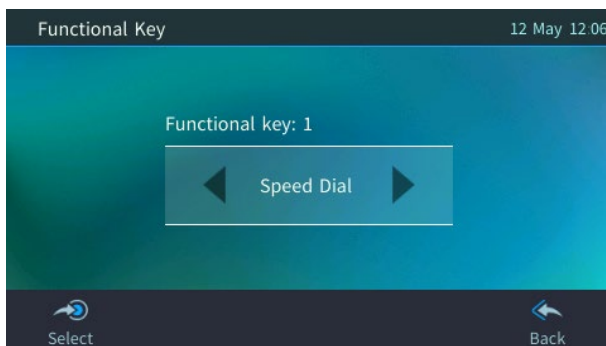 Functional Key
12 May 12:06
Functional key: 1
Speed Dial
Select
Back